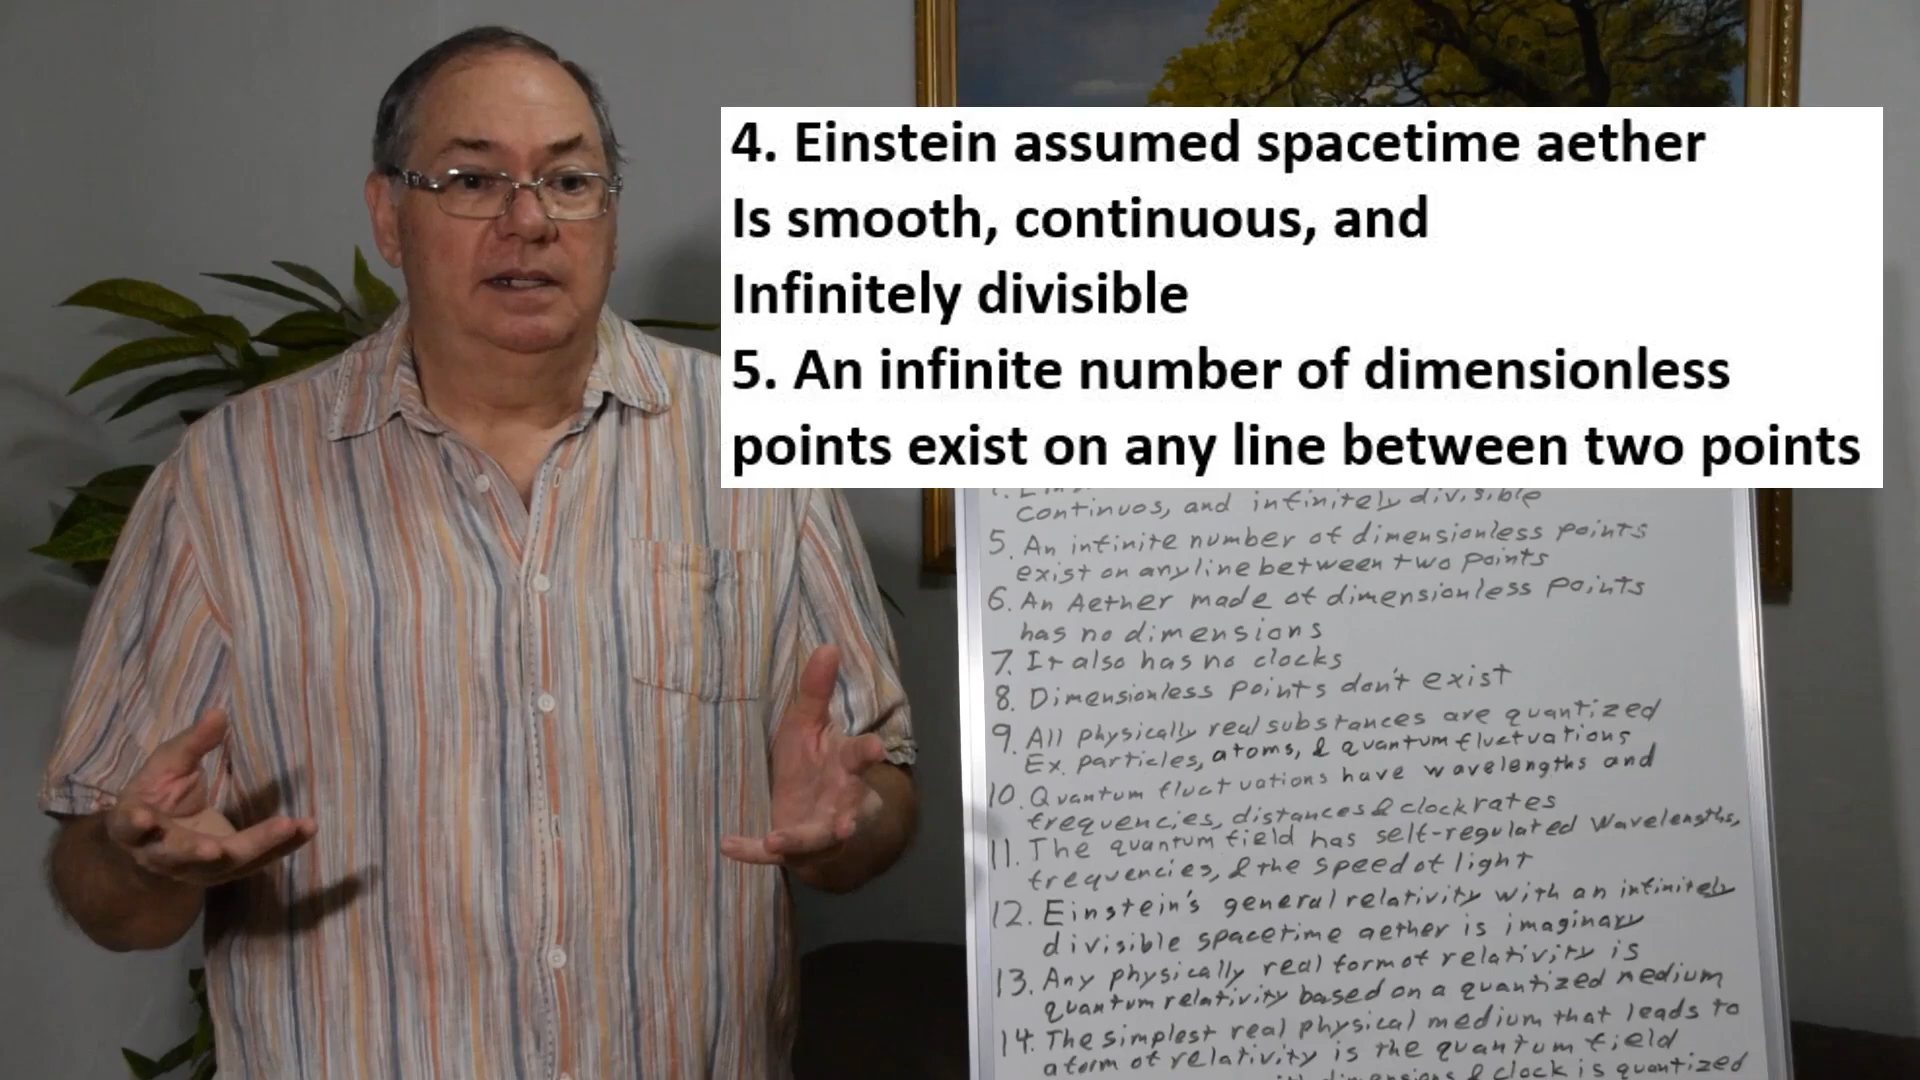 4. Einstein assumed spacetime aether
Is smooth, continuous, and
Infinitely divisible
5. An infinite number of dimensionless
points exist on any line between two points
continuos, and infinitely divisible
5. An infinite number of dimensionless points
exist on any line between two points
6. An Aether made of dimensionless points
has no dimensions
7. It also has no clocks
8. Dimensionless points don't exist
9. All physically real substances are quantized
Ex. particles, atoms, & quantum fluctuations
10. Quantum fluctuations have wavelengths and
frequencies, distances & clock rates
11. The quantum field has self-regulated wavelengths,
frequencies, & the speed of light
12. Einstein's general relativity with an infinitely
divisible spacetime aether is imaginary
13. Any physically real form of relativity is
quantum relativity based on a quantized medium
14. The simplest real physical medium that leads to
a form of relativity is the quantum field
dimensions & clock is quantized